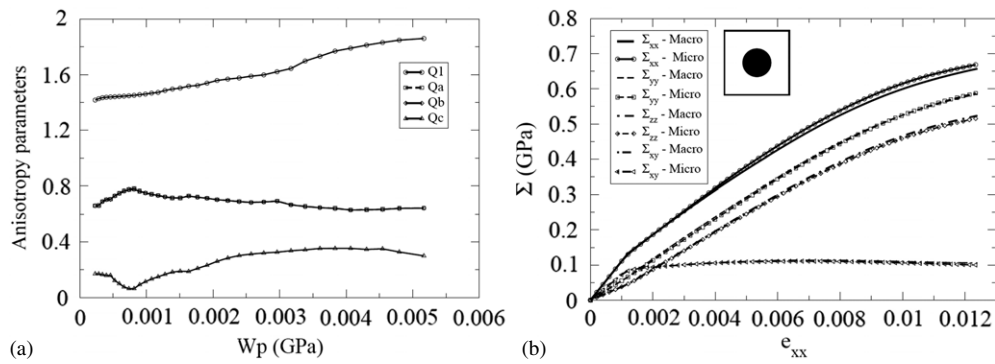 (a)
Anisotropy parameters
2
1.6
1.2
0.8
0.4
0
Q1
Qa
Qb
Qc
0 0.001 0.002 0.003 0.004 0.005 0.006
Wp (GPa)
(b)
Σ (GPa)
0.8
0.7
0.6
0.5
0.4
0.3
0.2
0.1
0
Σxx - Macro
Σxx - Micro
Σyy - Macro
Σyy - Micro
Σzz - Macro
Σzz - Micro
Σxy - Macro
Σxy - Micro
0 0.002 0.004 0.006 0.008 0.01 0.012
exx